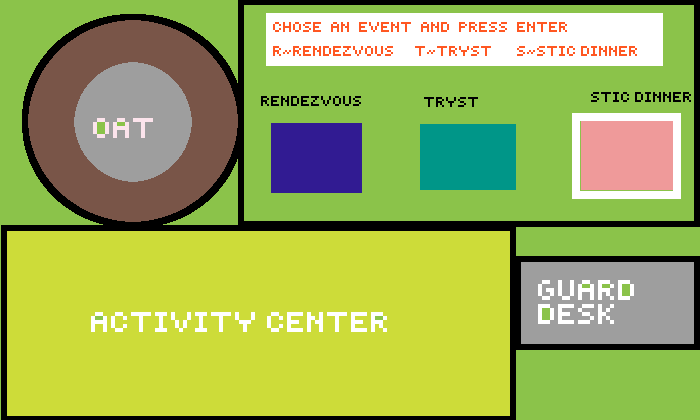 CHOSE AN EVENT AND PRESS ENTER
R~RENDEZVOUS T~TRYST S~STIC DINNER
RENDEZVOUS TRYST STIC DINNER
OAT
ACTIVITY CENTER
GUARD
DESK